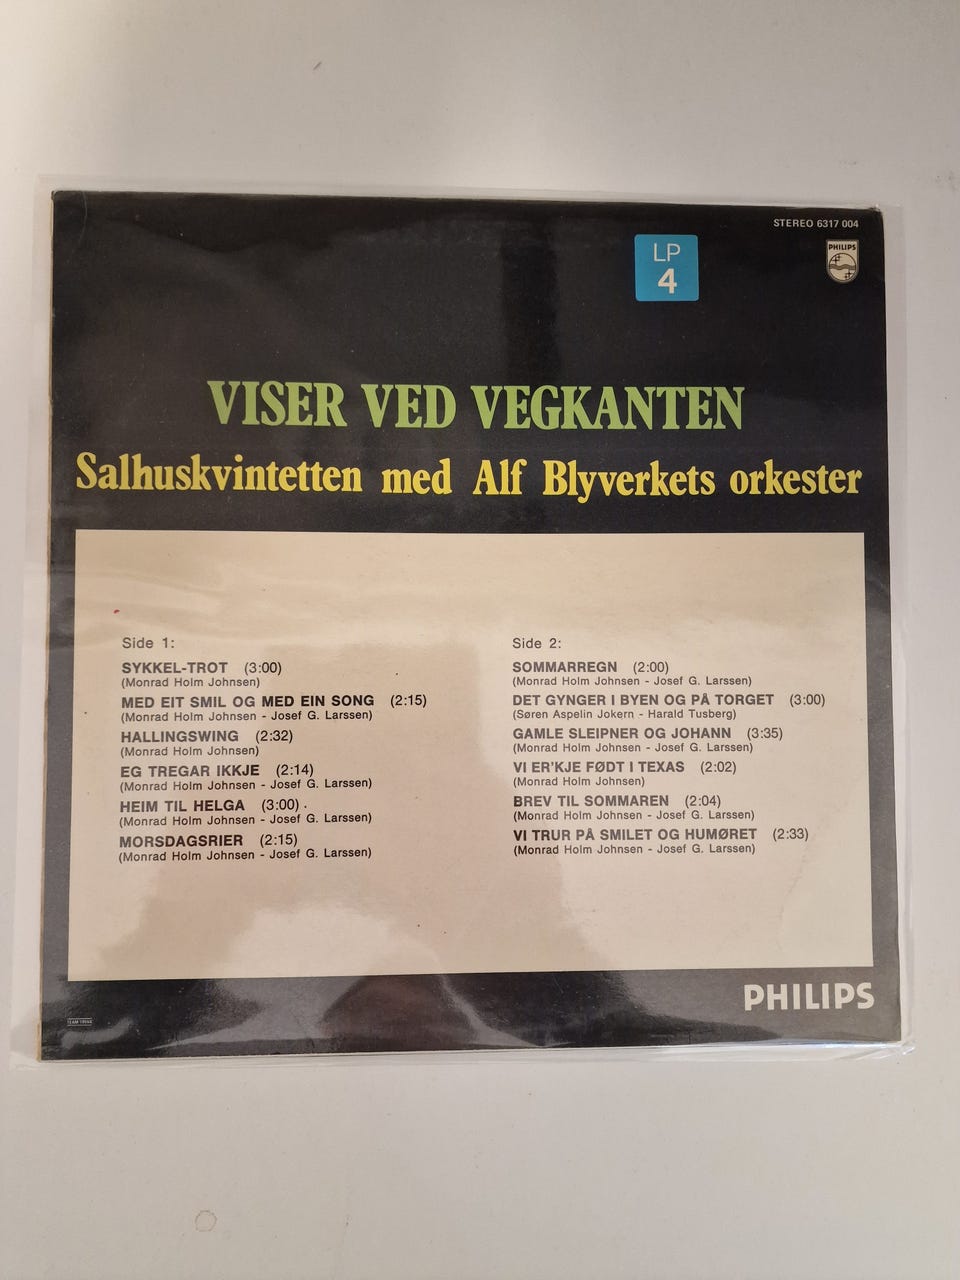 STEREO 6317 004
LP
4
PHILIPS
VISER VED VEGKANTEN
Salhuskvintetten med Alf Blyverkets orkester
Side 1:
SYKKEL-TROT (3:00)
(Monrad Holm Johnsen)
MED EIT SMIL OG MED EIN SONG (2:15)
(Monrad Holm Johnsen - Josef G. Larssen)
HALLINGSWING (2:32)
(Monrad Holm Johnsen)
EG TREGAR IKKJE (2:14)
(Monrad Holm Johnsen - Josef G. Larssen)
HEIM TIL HELGA (3:00)
(Monrad Holm Johnsen - Josef G. Larssen)
MORSDAGSRIER (2:15)
(Monrad Holm Johnsen - Josef G. Larssen)
Side 2:
SOMMARREGN (2:00)
(Monrad Holm Johnsen - Josef G. Larssen)
DET GYNGER I BYEN OG PÅ TORGET (3:00)
(Søren Aspelin Jokern - Harald Tusberg)
GAMLE SLEIPNER OG JOHANN (3:35)
(Monrad Holm Johnsen - Josef G. Larssen)
VI ER'KJE FØDT I TEXAS (2:02)
(Monrad Holm Johnsen)
BREV TIL SOMMAREN (2:04)
(Monrad Holm Johnsen - Josef G. Larssen)
VI TRUR PÅ SMILET OG HUMØRET (2:33)
(Monrad Holm Johnsen - Josef G. Larssen)
PHILIPS